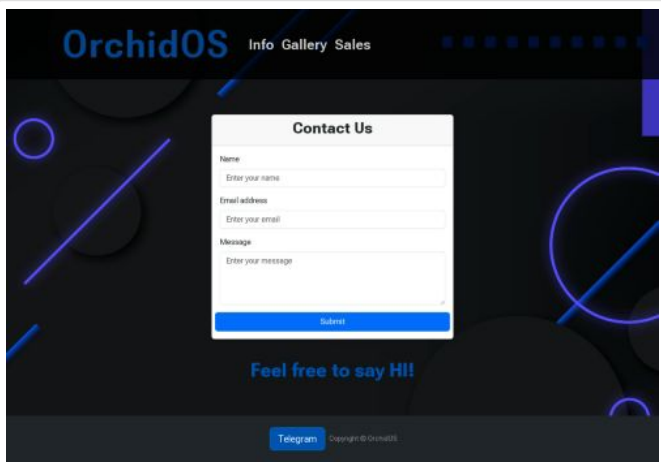 OrchidOS Info Gallery Sales
Contact Us
Name
Enter your name
Email address
Enter your email
Message
Enter your message
Submit
Feel free to say HI!
Telegram Copyright © OrchidOS